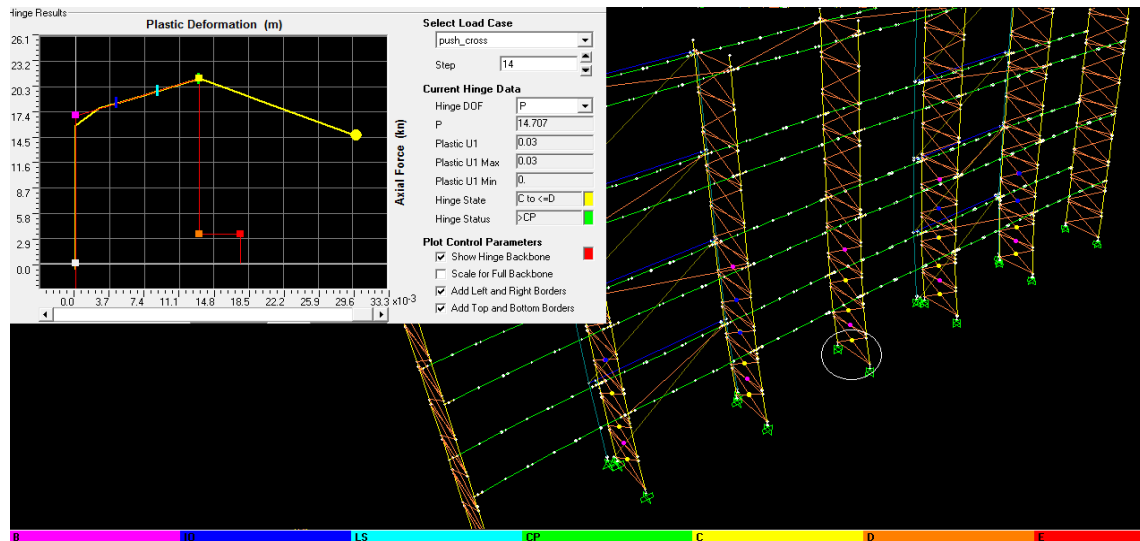 Hinge Results
Plastic Deformation (m)
26.1
23.2
20.3
17.4
14.5
11.6
8.7
5.8
2.9
0.0
0.0 3.7 7.4 11.1 14.8 18.5 22.2 25.9 29.6 33.3 x10 -3
Axial Force (kn)
Select Load Case
push_cross
Step 14
Current Hinge Data
Hinge DOF P
P 14.707
Plastic U1 0.03
Plastic U1 Max 0.03
Plastic U1 Min 0.
Hinge State C to <=D
Hinge Status >CP
Plot Control Parameters
Show Hinge Backbone
Scale for Full Backbone
Add Left and Right Borders
Add Top and Bottom Borders
B IO LS CP C D E